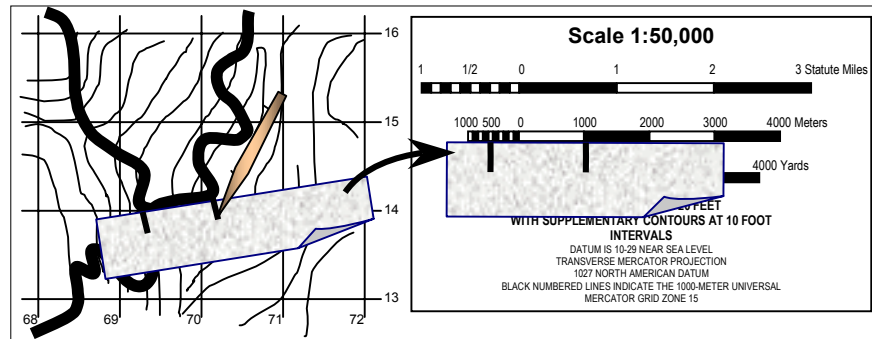 16
15
14
13
68 69 70 71 72
Scale 1:50,000
1 1/2 0 1 2 3 Statute Miles
1000 500 0 1000 2000 3000 4000 Meters
4000 Yards
FEET
WITH SUPPLEMENTARY CONTOURS AT 10 FOOT
INTERVALS
DATUM IS 10-29 NEAR SEA LEVEL
TRANSVERSE MERCATOR PROJECTION
1027 NORTH AMERICAN DATUM
BLACK NUMBERED LINES INDICATE THE 1000-METER UNIVERSAL
MERCATOR GRID ZONE 15